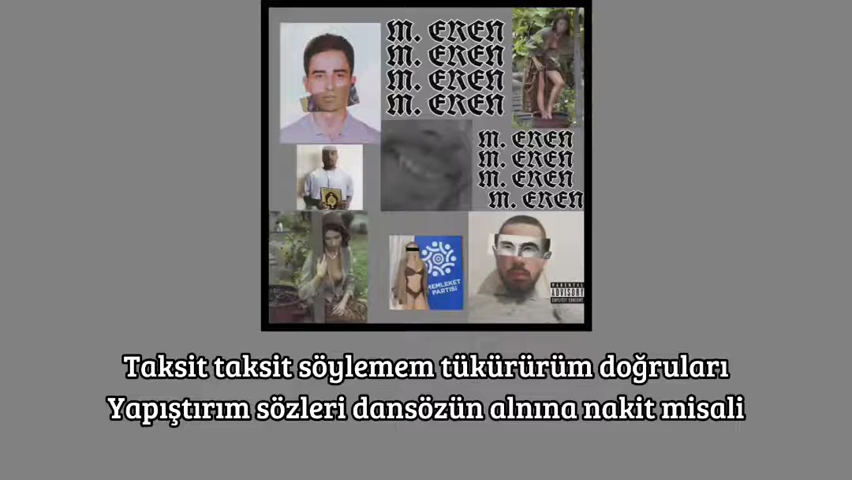 M. EREN
M. EREN
M. EREN
M. EREN
M. EREN
M. EREN
M. EREN
M. EREN
MEMLEKET
PARTİSİ
PARENTAL
ADVISORY
EXPLICIT CONTENT
Taksit taksit söylemem tükürürüm doğruları
Yapıştırım sözleri dansözün alnına nakit misali